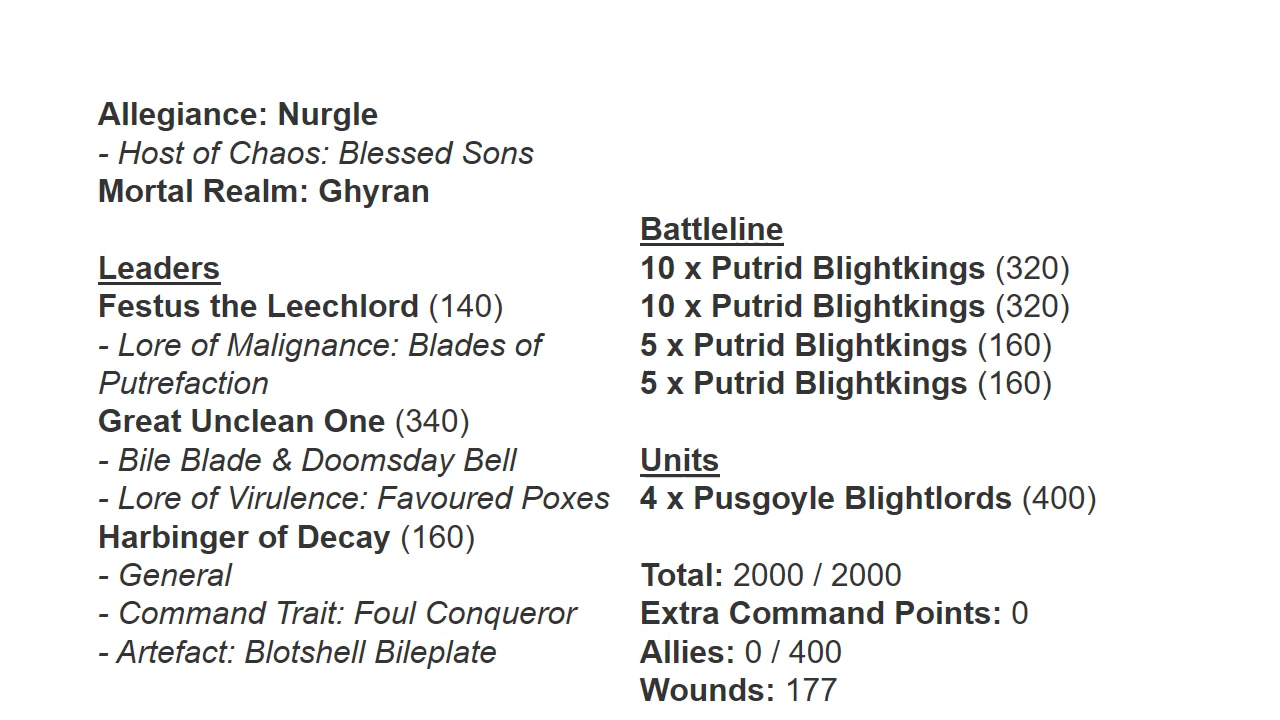 Allegiance: Nurgle
- Host of Chaos: Blessed Sons
Mortal Realm: Ghyran
Leaders
Festus the Leechlord (140)
- Lore of Malignance: Blades of
Putrefaction
Great Unclean One (340)
- Bile Blade & Doomsday Bell
- Lore of Virulence: Favoured Poxes
Harbinger of Decay (160)
- General
- Command Trait: Foul Conqueror
- Artefact: Blotshell Bileplate
Battleline
10 x Putrid Blightkings (320)
10 x Putrid Blightkings (320)
5 x Putrid Blightkings (160)
5 x Putrid Blightkings (160)
Units
4 x Pusgoyle Blightlords (400)
Total: 2000 / 2000
Extra Command Points: 0
Allies: 0 / 400
Wounds: 177